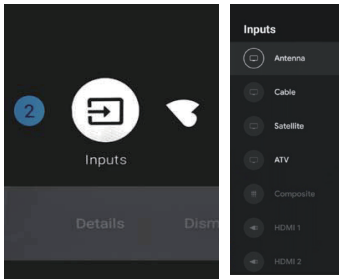 2
Inputs
Details
Dism
Inputs
Antenna
Cable
Satellite
ATV
Composite
HDMI 1
HDMI 2